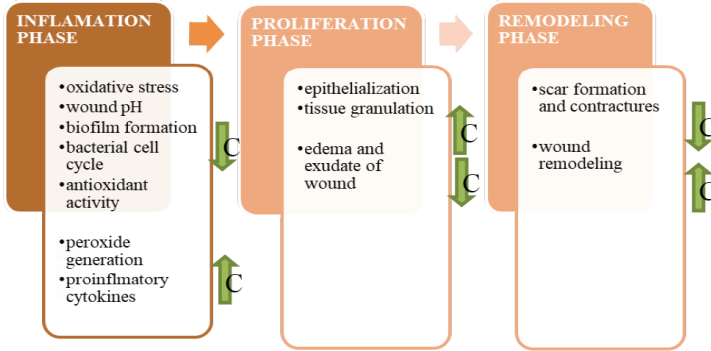 INFLAMATION
PHASE
•oxidative stress
•wound pH
•biofilm formation
•bacterial cell
cycle
•antioxidant
activity
C
•peroxide
generation
•proinflmatory
cytokines
C
PROLIFERATION
PHASE
•epithelialization
•tissue granulation
C
•edema and
exudate of
wound
C
REMODELING
PHASE
•scar formation
and contractures
C
•wound
remodeling
C